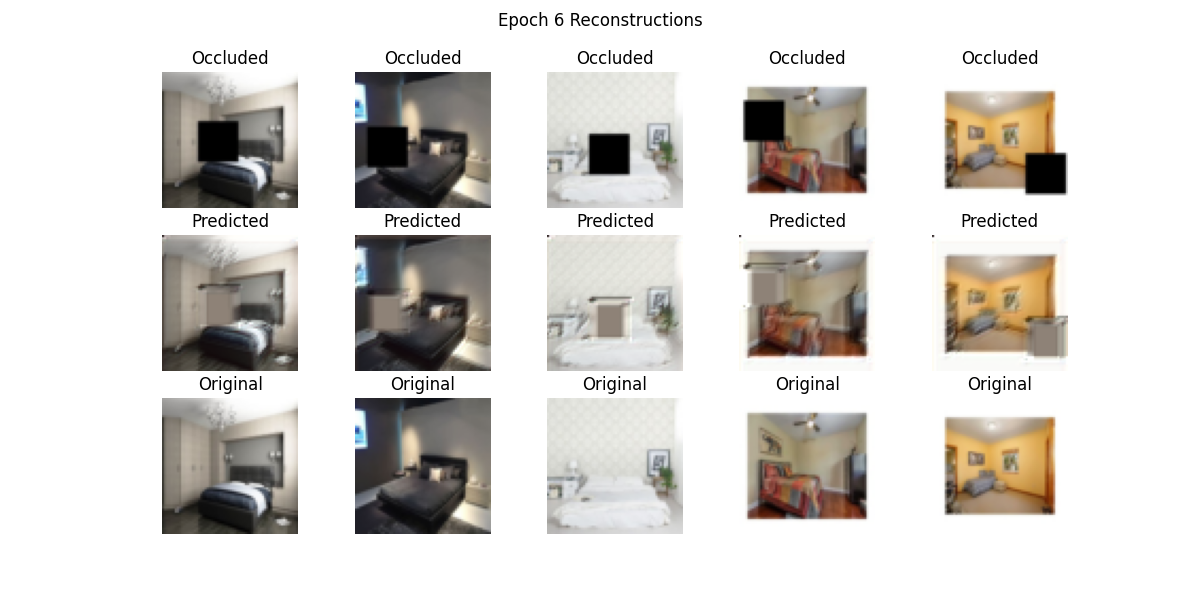 Epoch 6 Reconstructions
Occluded Occluded Occluded Occluded Occluded
Predicted Predicted Predicted Predicted Predicted
Original Original Original Original Original